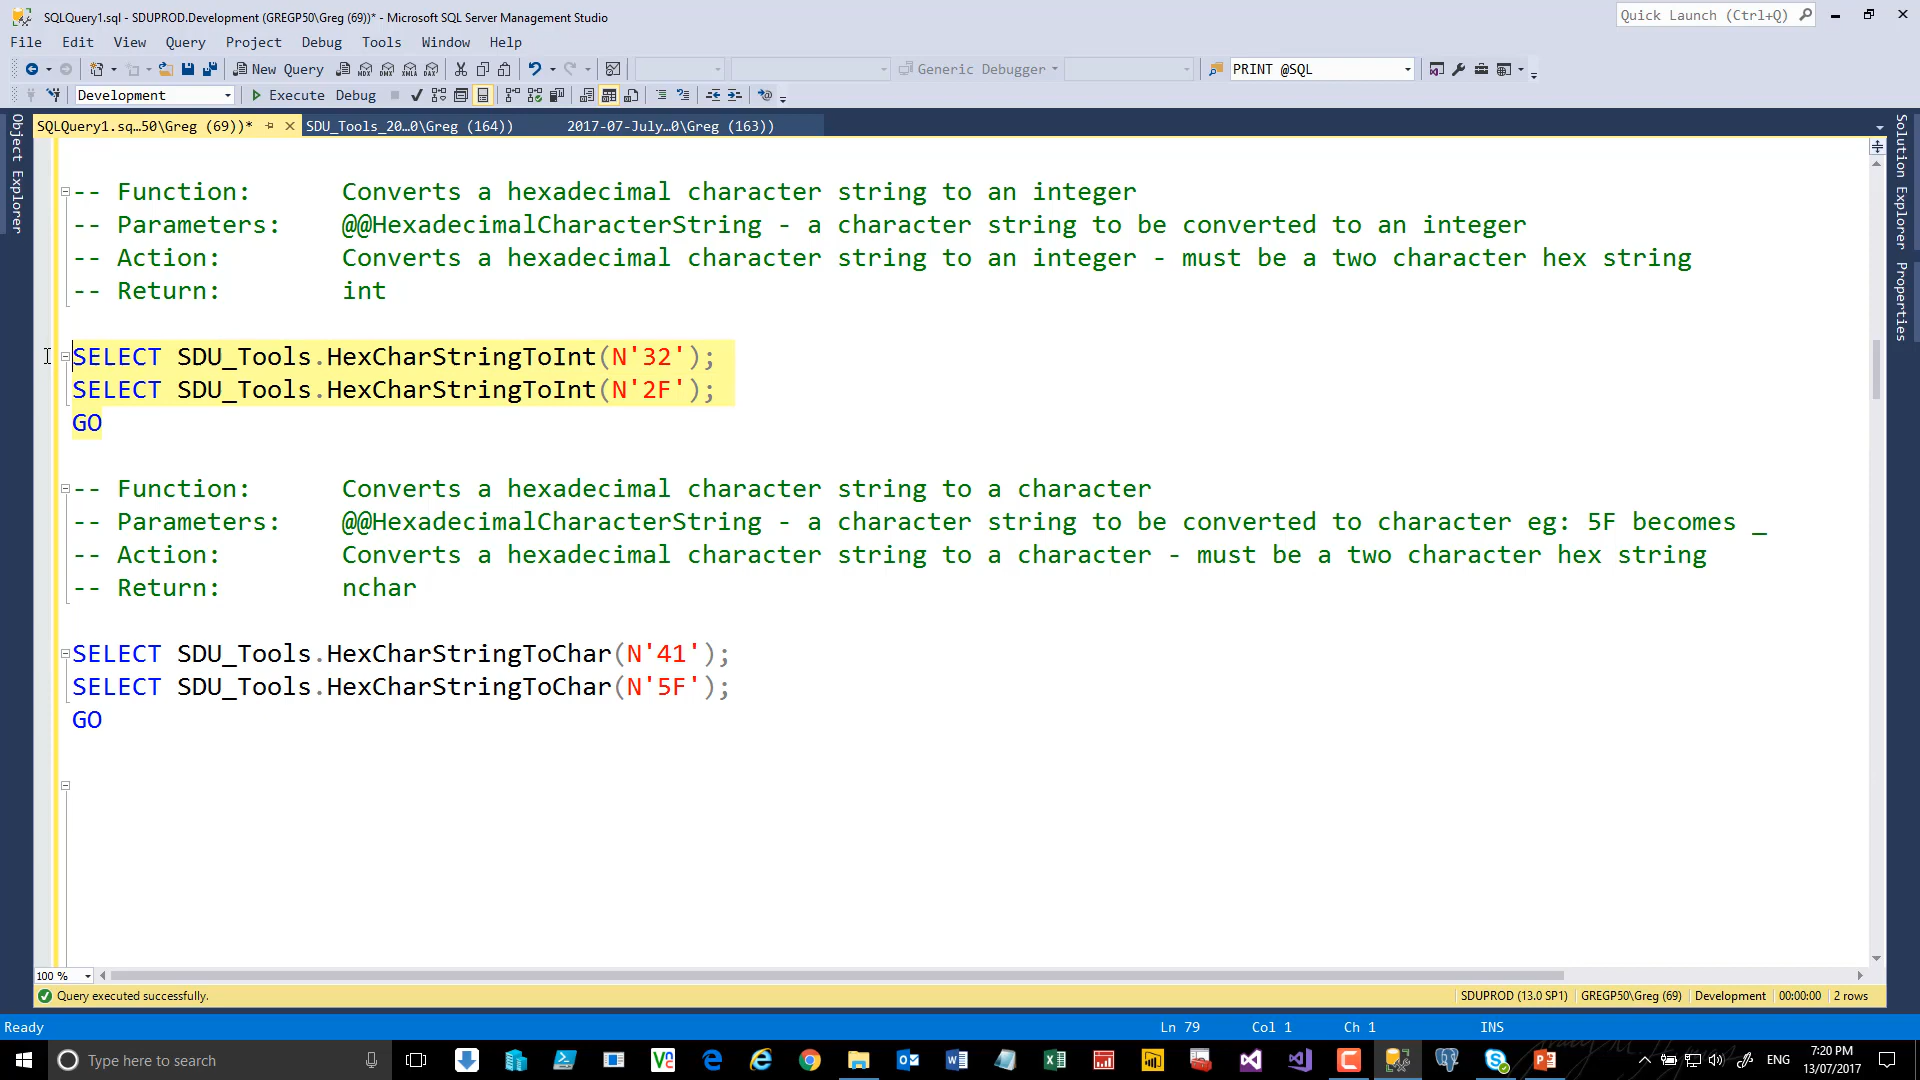 SQLQuery1.sql - SDUPROD.Development (GREGP50\Greg (69))* - Microsoft SQL Server Management Studio
Quick Launch (Ctrl+Q)
File Edit View Query Project Debug Tools Window Help
New Query
Generic Debugger
PRINT @SQL
Development
Execute Debug
SQLQuery1.sq...50\Greg (69))*
SDU_Tools_20...0\Greg (164))
2017-07-July...0\Greg (163))
Object Explorer
Solution Explorer
Properties
-- Function: Converts a hexadecimal character string to an integer
-- Parameters: @@HexadecimalCharacterString - a character string to be converted to an integer
-- Action: Converts a hexadecimal character string to an integer - must be a two character hex string
-- Return: int
SELECT SDU_Tools.HexCharStringToInt(N'32');
SELECT SDU_Tools.HexCharStringToInt(N'2F');
GO
-- Function: Converts a hexadecimal character string to a character
-- Parameters: @@HexadecimalCharacterString - a character string to be converted to character eg: 5F becomes _
-- Action: Converts a hexadecimal character string to a character - must be a two character hex string
-- Return: nchar
SELECT SDU_Tools.HexCharStringToChar(N'41');
SELECT SDU_Tools.HexCharStringToChar(N'5F');
GO
100 %
Query executed successfully.
SDUPROD (13.0 SP1) GREGP50\Greg (69) Development 00:00:00 2 rows
Ready
Ln 79 Col 1 Ch 1 INS
Type here to search
ENG
7:20 PM
13/07/2017